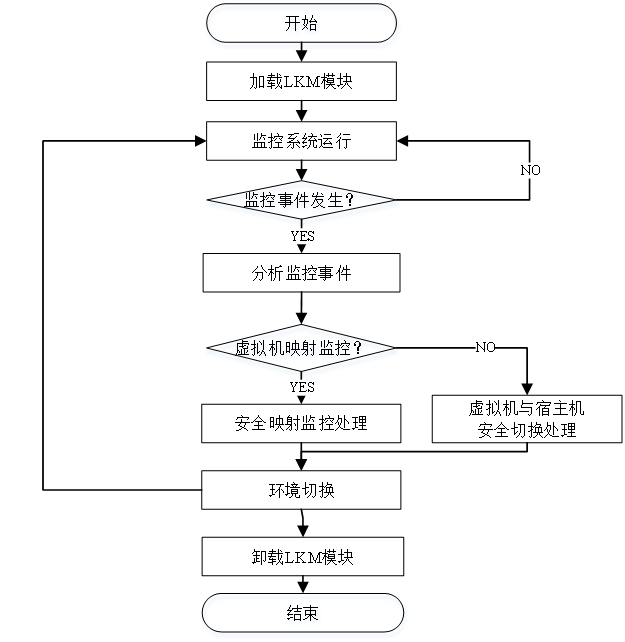 开始
加载LKM模块
监控系统运行
NO
监控事件发生？
YES
分析监控事件
虚拟机映射监控？
NO
YES
安全映射监控处理
虚拟机与宿主机
安全切换处理
环境切换
卸载LKM模块
结束